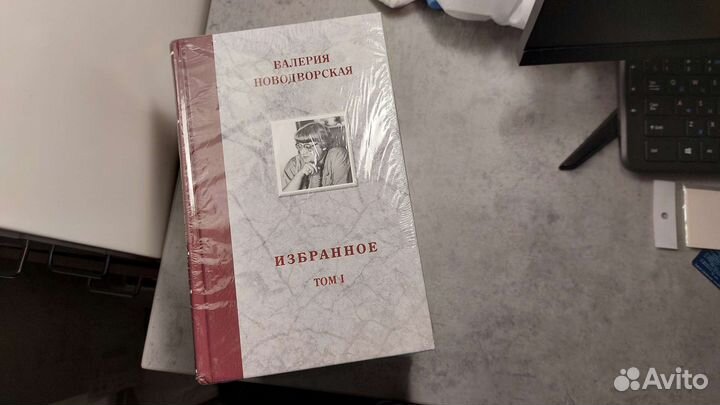 ВАЛЕРИЯ
НОВОДВОРСКАЯ
ИЗБРАННОЕ
ТОМ I
Avito